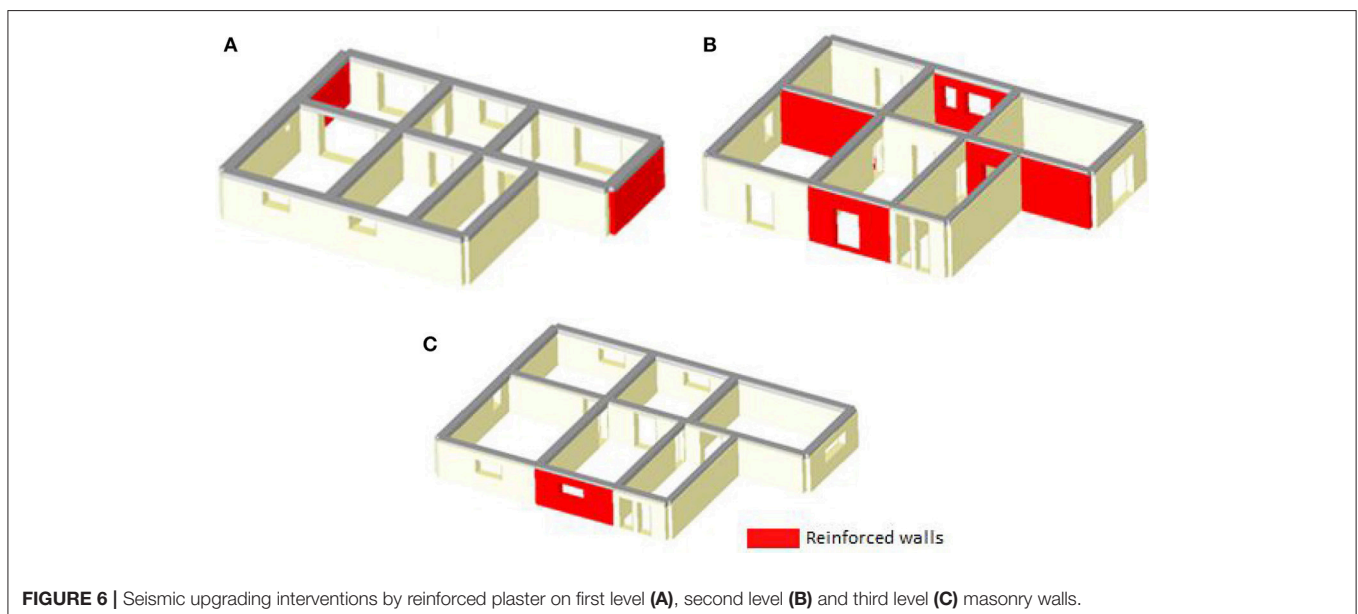 A
B
C
Reinforced walls
FIGURE 6 | Seismic upgrading interventions by reinforced plaster on first level (A), second level (B) and third level (C) masonry walls.